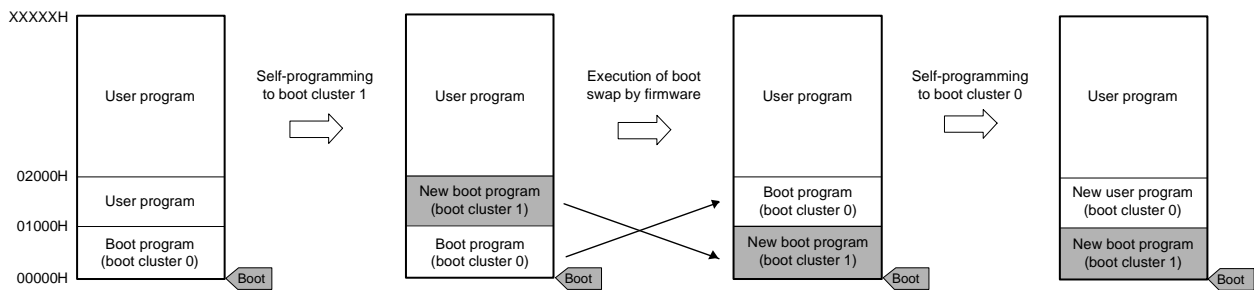 XXXXXH
02000H
01000H
00000H
User program
User program
Boot program
(boot cluster 0)
Boot
Self-programming
to boot cluster 1
User program
New boot program
(boot cluster 1)
Boot program
(boot cluster 0)
Boot
Execution of boot
swap by firmware
User program
Boot program
(boot cluster 0)
New boot program
(boot cluster 1)
Boot
Self-programming
to boot cluster 0
User program
New user program
(boot cluster 0)
New boot program
(boot cluster 1)
Boot